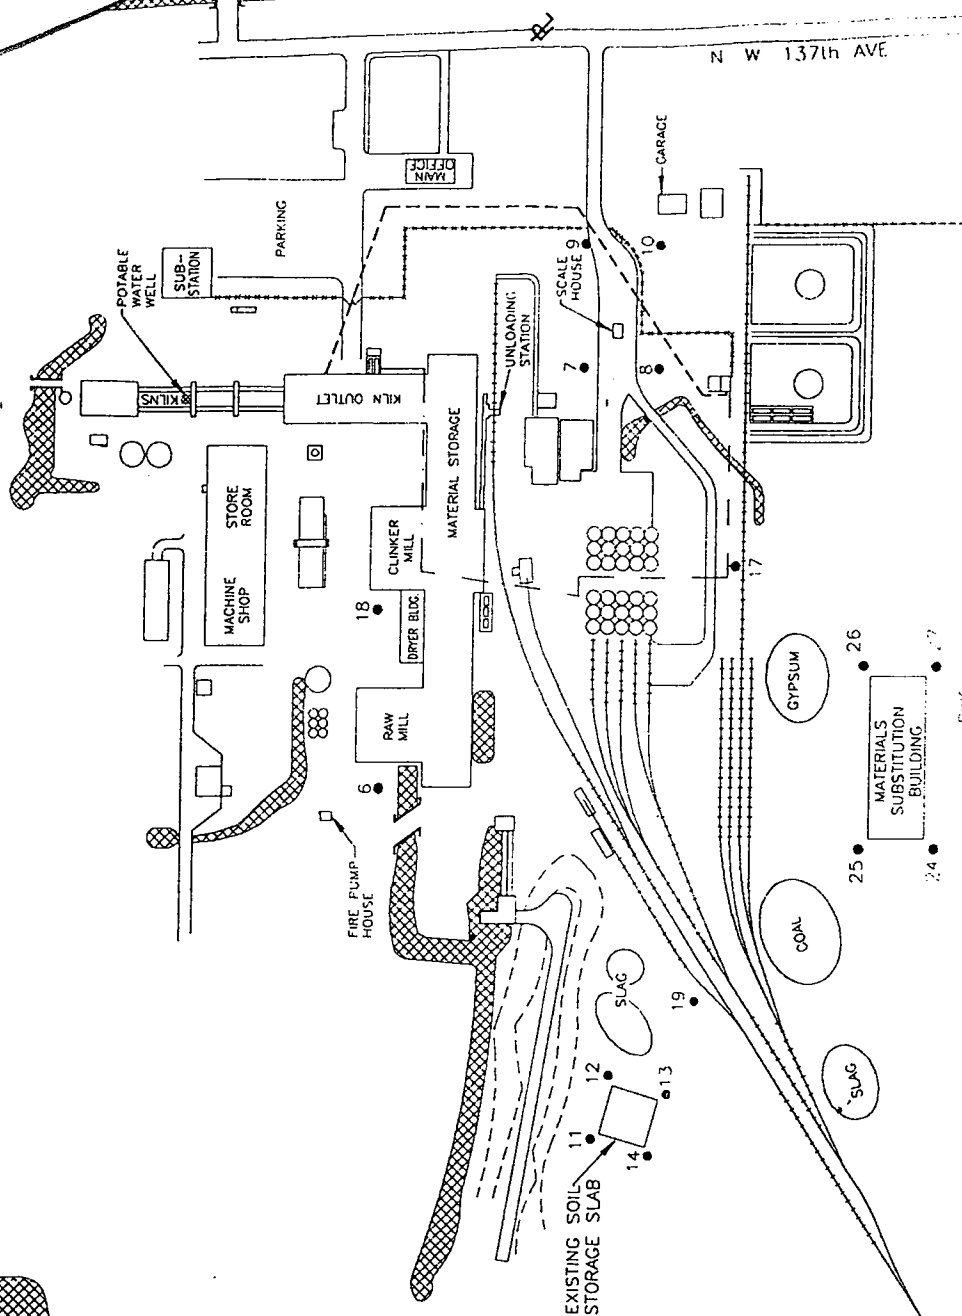 N W 137th AVE
GARAGE
MAIN
OFFICE
PARKING
SUB-
STATION
POTABLE
WATER
WELL
SCALE
HOUSE
9
10
UNLOADING
STATION
7
8
KILNS
KILN OUTLET
MATERIAL STORAGE
STORE
ROOM
MACHINE
SHOP
CLINKER
MILL
18
DRYER BLDG.
17
RAW
MILL
6
GYPSUM
26
MATERIALS
SUBSTITUTION
BUILDING
25
24
FIRE PUMP
HOUSE
COAL
SLAG
19
12
13
SLAG
11
14
EXISTING SOIL
STORAGE SLAB